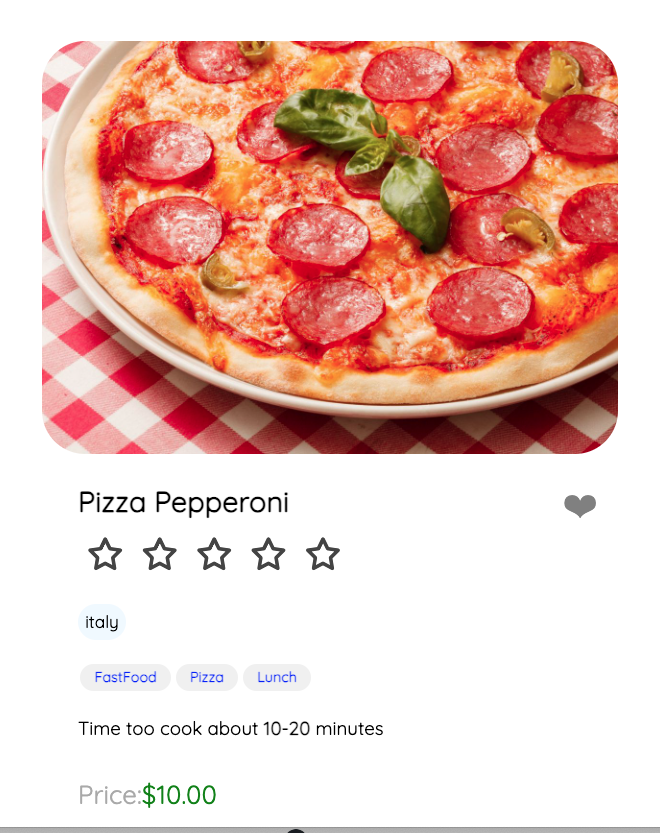 Pizza Pepperoni
italy
FastFood Pizza Lunch
Time too cook about 10-20 minutes
Price:$10.00